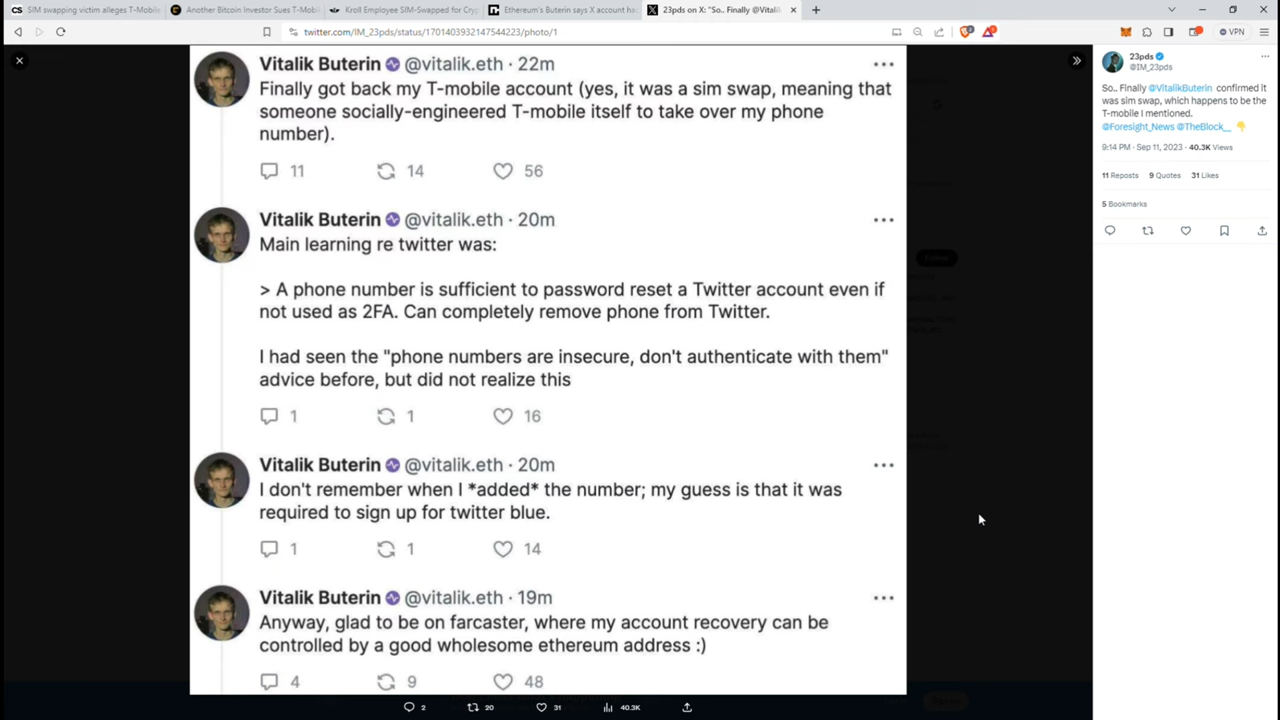 SIM swapping victim alleges T-Mobile
Another Bitcoin Investor Sues T-Mobil
Kroll Employee SIM-Swapped for Cryp
Ethereum's Buterin says X account hac
23pds on X: "So.. Finally @Vitali
twitter.com/IM_23pds/status/1701403932147544223/photo/1
VPN
Vitalik Buterin @vitalik.eth · 22m
Finally got back my T-mobile account (yes, it was a sim swap, meaning that
someone socially-engineered T-mobile itself to take over my phone
number).
11 14 56
Vitalik Buterin @vitalik.eth · 20m
Main learning re twitter was:
> A phone number is sufficient to password reset a Twitter account even if
not used as 2FA. Can completely remove phone from Twitter.
I had seen the "phone numbers are insecure, don't authenticate with them"
advice before, but did not realize this
1 1 16
Vitalik Buterin @vitalik.eth · 20m
I don't remember when I *added* the number; my guess is that it was
required to sign up for twitter blue.
1 1 14
Vitalik Buterin @vitalik.eth · 19m
Anyway, glad to be on farcaster, where my account recovery can be
controlled by a good wholesome ethereum address :)
4 9 48
2 20 31 40.3K
23pds
@IM_23pds
So.. Finally @VitalikButerin confirmed it
was sim swap, which happens to be the
T-mobile I mentioned.
@Foresight_News @TheBlock__
9:14 PM · Sep 11, 2023 · 40.3K Views
11 Reposts 9 Quotes 31 Likes
5 Bookmarks